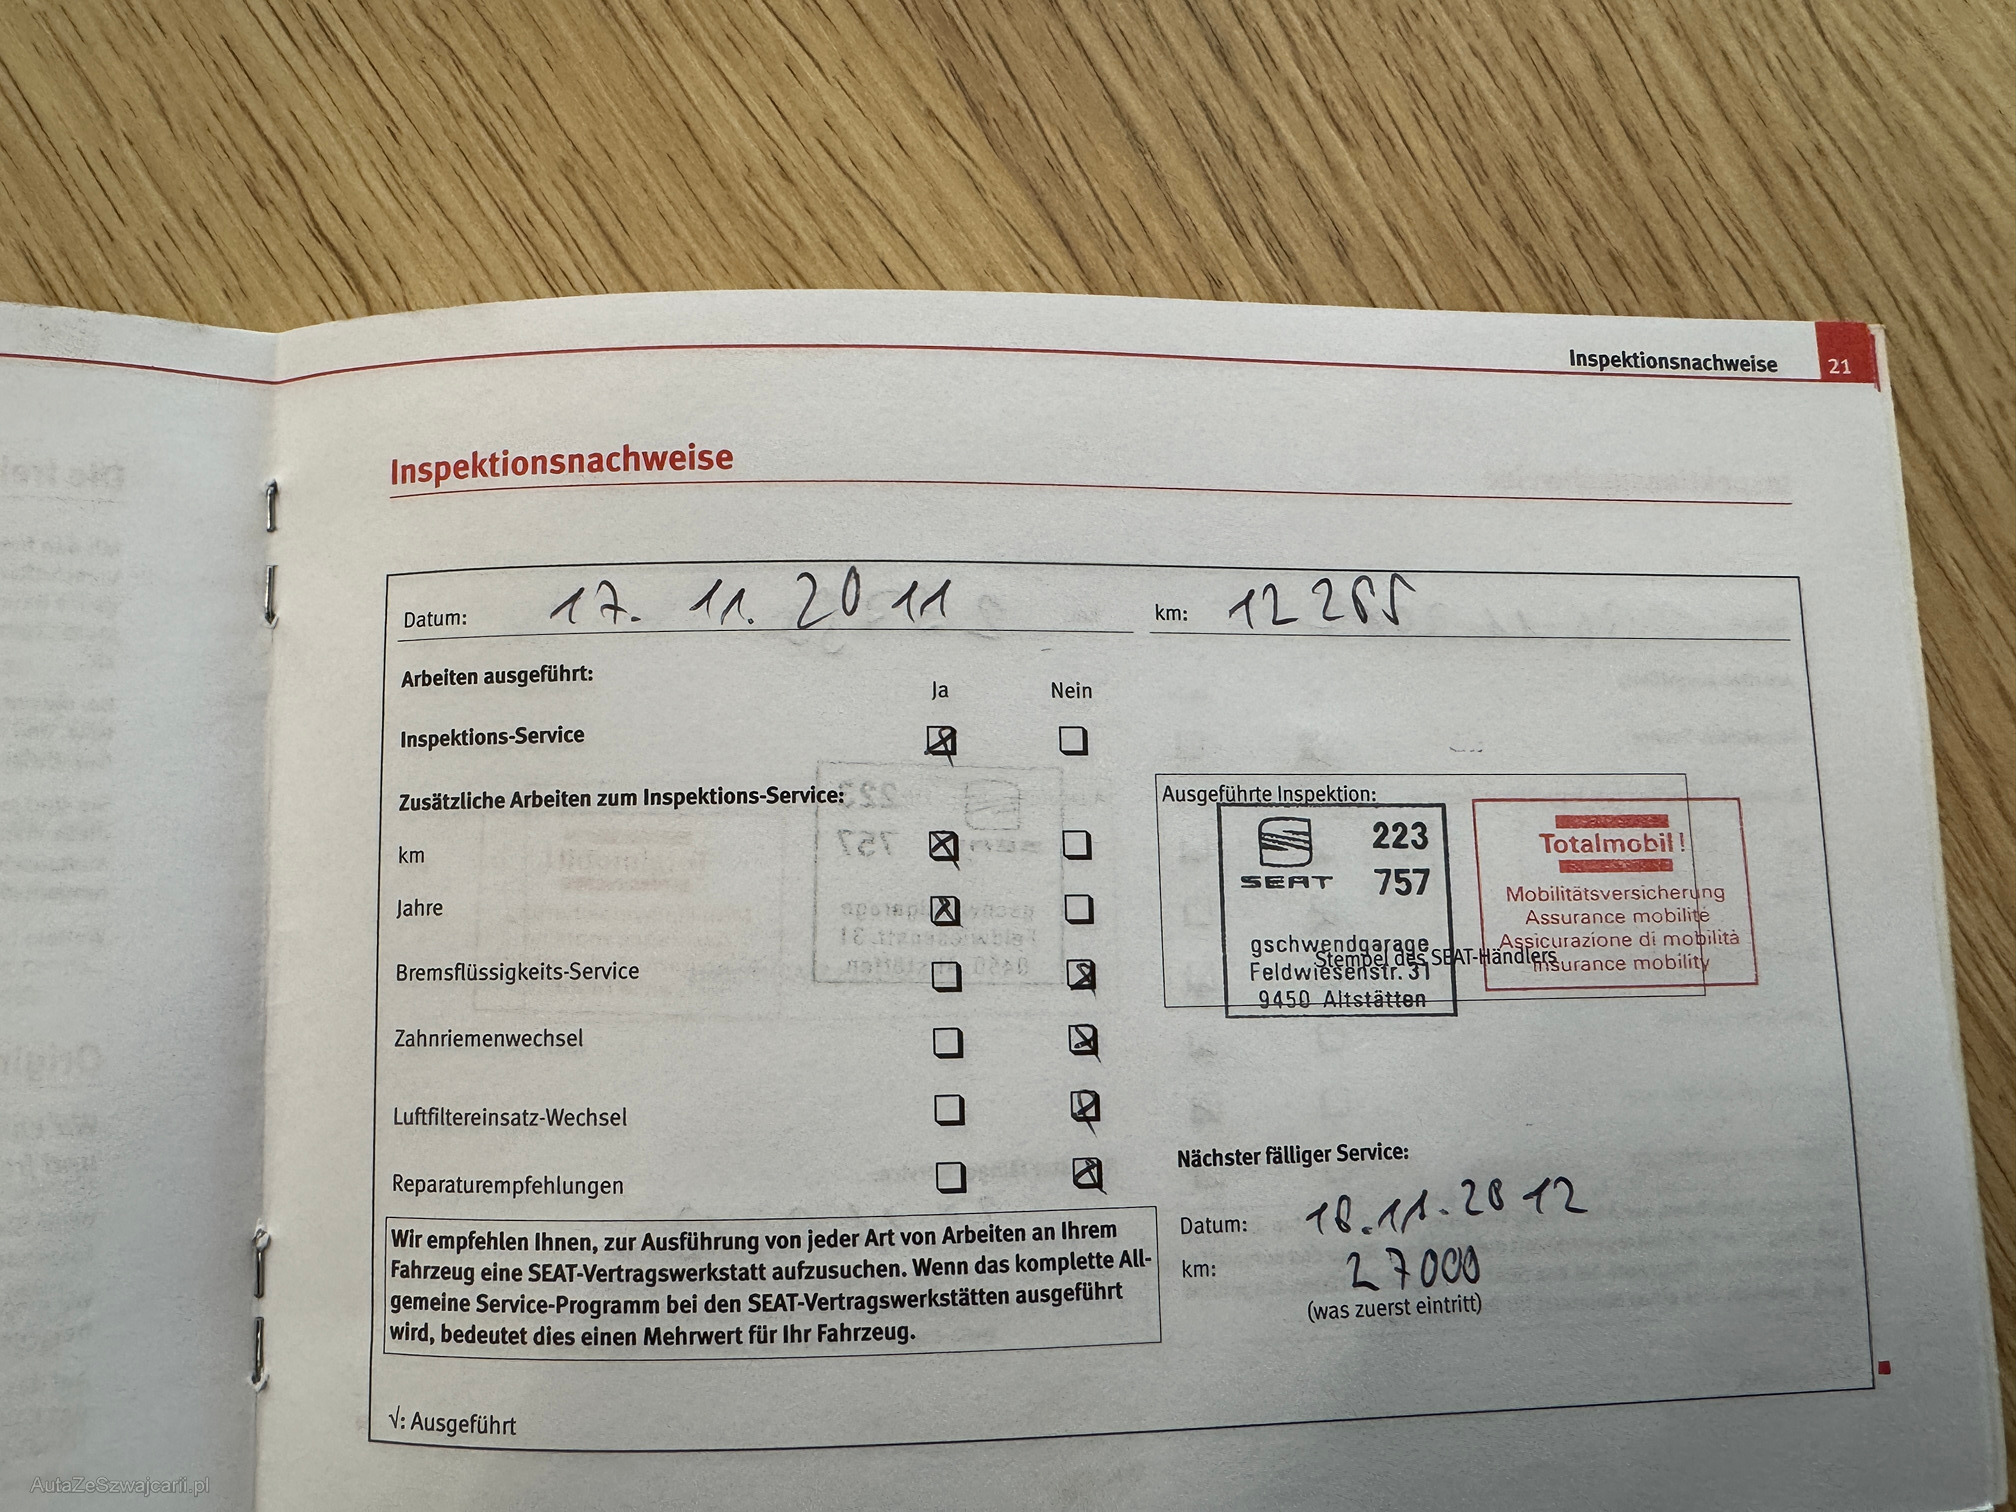 Inspektionsnachweise 21
Inspektionsnachweise
Datum: 17. 11. 2011 km: 12 255
Arbeiten ausgeführt:
Ja Nein
Inspektions-Service
Zusätzliche Arbeiten zum Inspektions-Service:
km
Jahre
Bremsflüssigkeits-Service
Zahnriemenwechsel
Luftfiltereinsatz-Wechsel
Reparaturempfehlungen
Wir empfehlen Ihnen, zur Ausführung von jeder Art von Arbeiten an Ihrem
Fahrzeug eine SEAT-Vertragswerkstatt aufzusuchen. Wenn das komplette All-
gemeine Service-Programm bei den SEAT-Vertragswerkstätten ausgeführt
wird, bedeutet dies einen Mehrwert für Ihr Fahrzeug.
√: Ausgeführt
Ausgeführte Inspektion:
223
SEAT 757
gschwendgarage
Feldwiesenstr. 31
9450 Altstätten
Stempel des SEAT-Händlers
Totalmobil!
Mobilitätsversicherung
Assurance mobilité
Assicurazione di mobilità
Insurance mobility
Nächster fälliger Service:
Datum: 18.11.2012
km: 27000
(was zuerst eintritt)
AutaZeSzwajcarii.pl